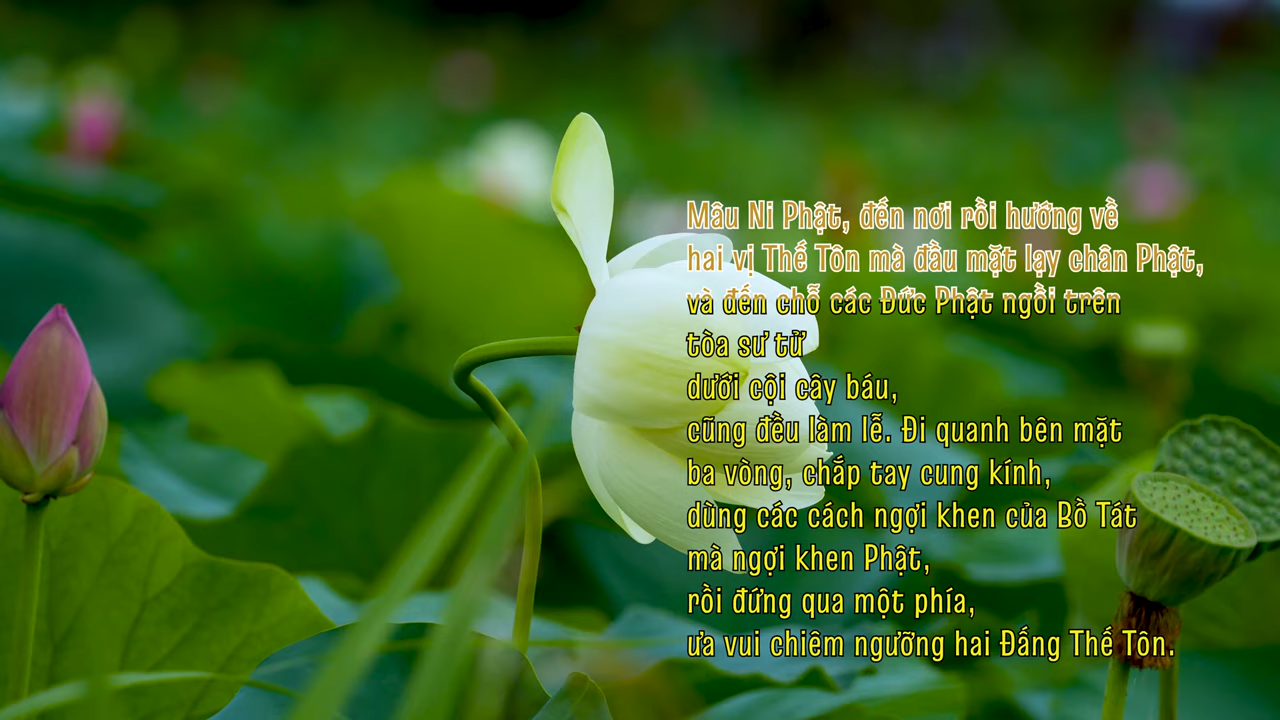 Mâu Ni Phật, đến nơi rồi hướng về
hai vị Thế Tôn mà đầu mặt lạy chân Phật,
và đến chỗ các Đức Phật ngồi trên
tòa sư tử
dưới cội cây báu,
cũng đều làm lễ. Đi quanh bên mặt
ba vòng, chắp tay cung kính,
dùng các cách ngợi khen của Bồ Tát
mà ngợi khen Phật,
rồi đứng qua một phía,
ưa vui chiêm ngưỡng hai Đấng Thế Tôn.